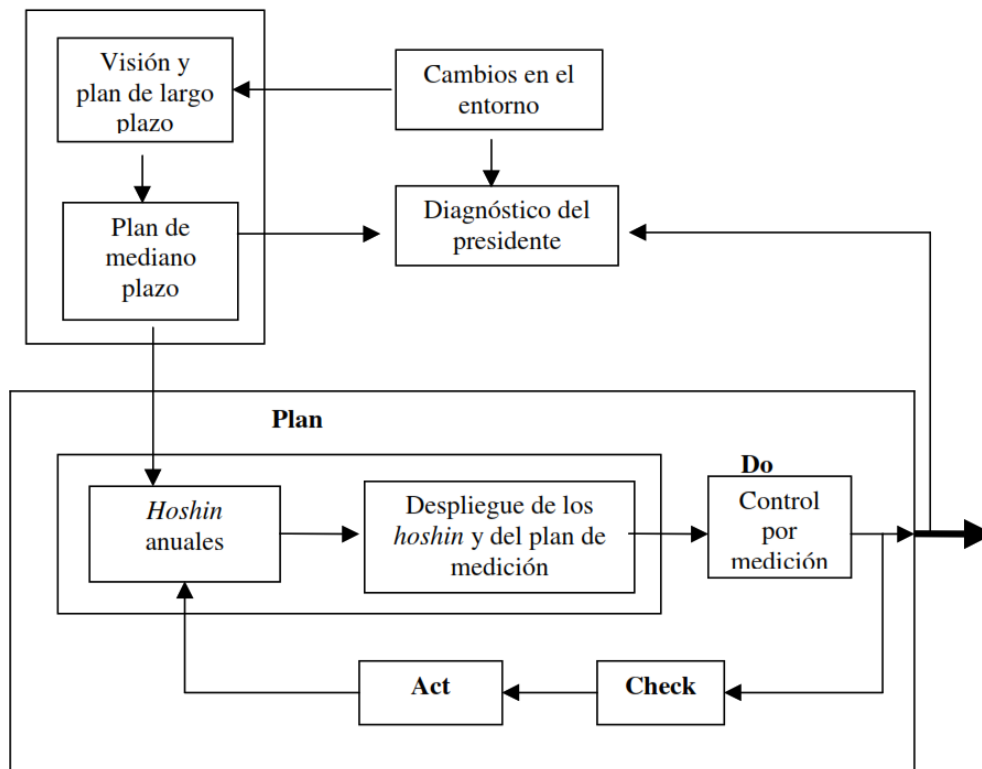 Visión y
plan de largo
plazo
Cambios en el
entorno
Plan de
mediano
plazo
Diagnóstico del
presidente
Plan
Hoshin
anuales
Despliegue de los
hoshin y del plan de
medición
Do
Control
por
medición
Act
Check